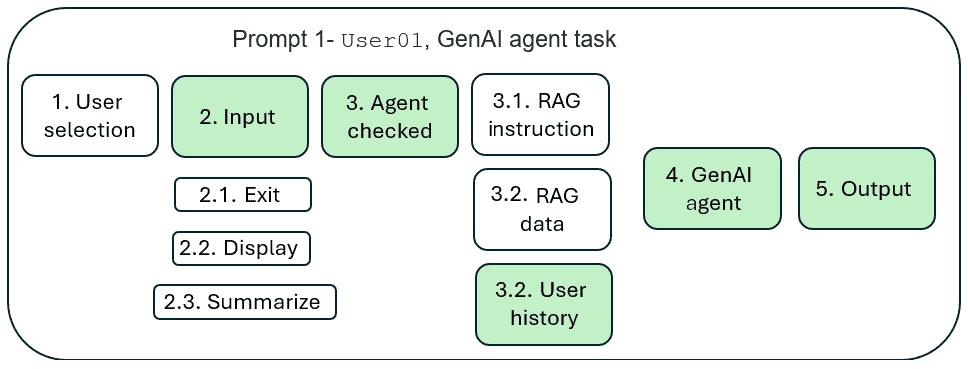 Prompt 1- User01, GenAI agent task
1. User
selection
2. Input
3. Agent
checked
3.1. RAG
instruction
2.1. Exit
2.2. Display
2.3. Summarize
3.2. RAG
data
3.2. User
history
4. GenAI
agent
5. Output